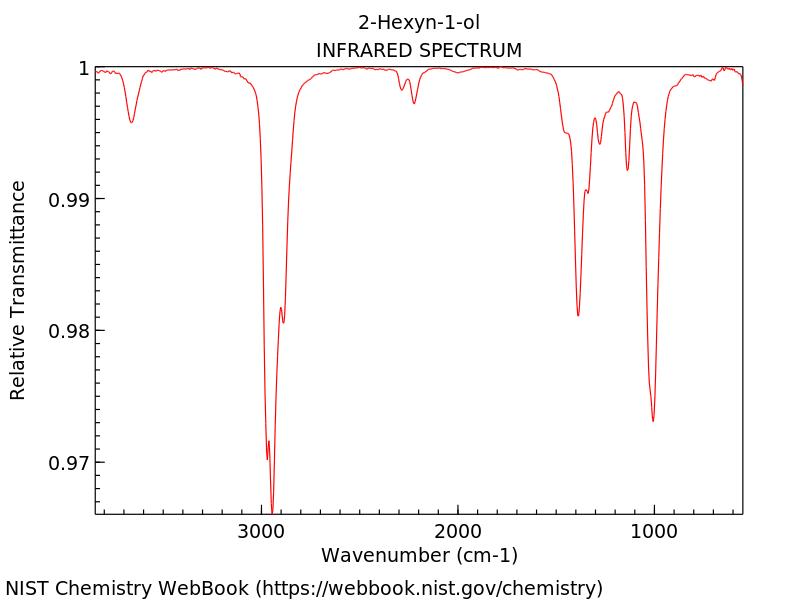 2-Hexyn-1-ol
INFRARED SPECTRUM
1
0.99
0.98
0.97
Relative Transmittance
3000 2000 1000
Wavenumber (cm-1)
NIST Chemistry WebBook (https://webbook.nist.gov/chemistry)